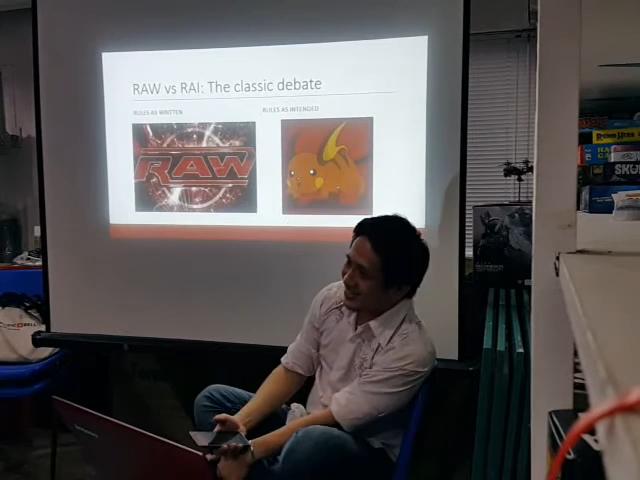 RAW vs RAI: The classic debate
RULES AS WRITTEN
RULES AS INTENDED
RAW